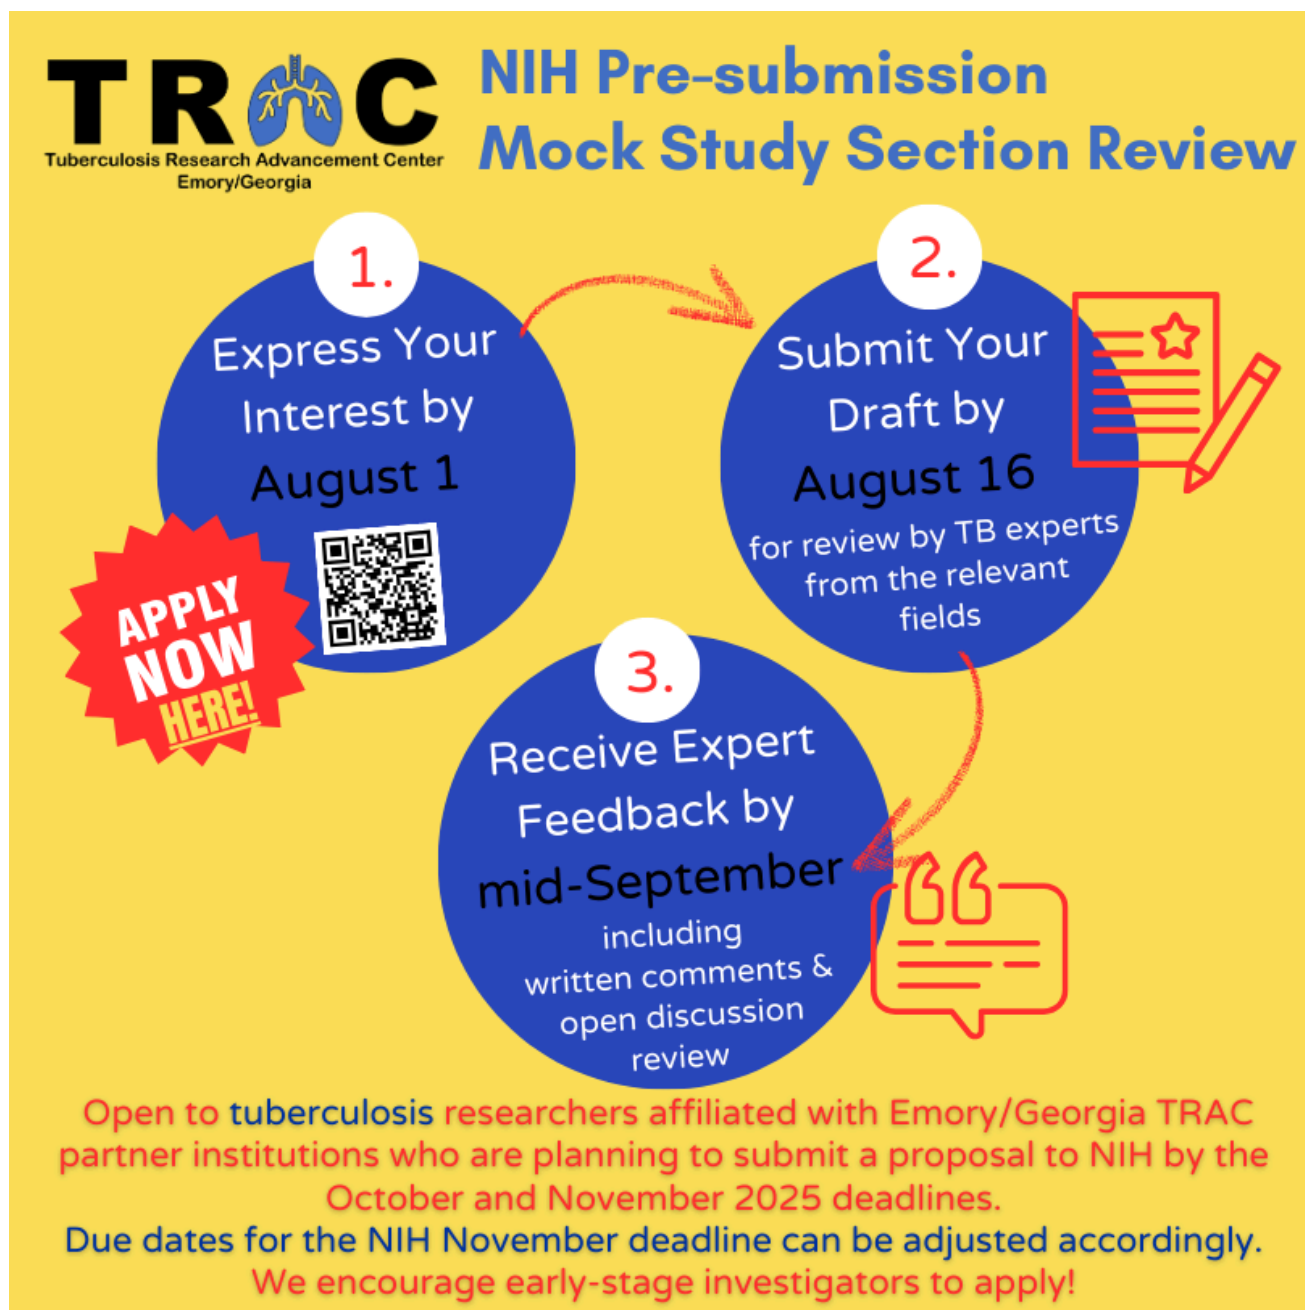 TRAC
Tuberculosis Research Advancement Center
Emory/Georgia
NIH Pre-submission
Mock Study Section Review
1.
Express Your
Interest by
August 1
APPLY
NOW
HERE!
2.
Submit Your
Draft by
August 16
for review by TB experts
from the relevant
fields
3.
Receive Expert
Feedback by
mid-September
including
written comments &
open discussion
review
Open to tuberculosis researchers affiliated with Emory/Georgia TRAC
partner institutions who are planning to submit a proposal to NIH by the
October and November 2025 deadlines.
Due dates for the NIH November deadline can be adjusted accordingly.
We encourage early-stage investigators to apply!